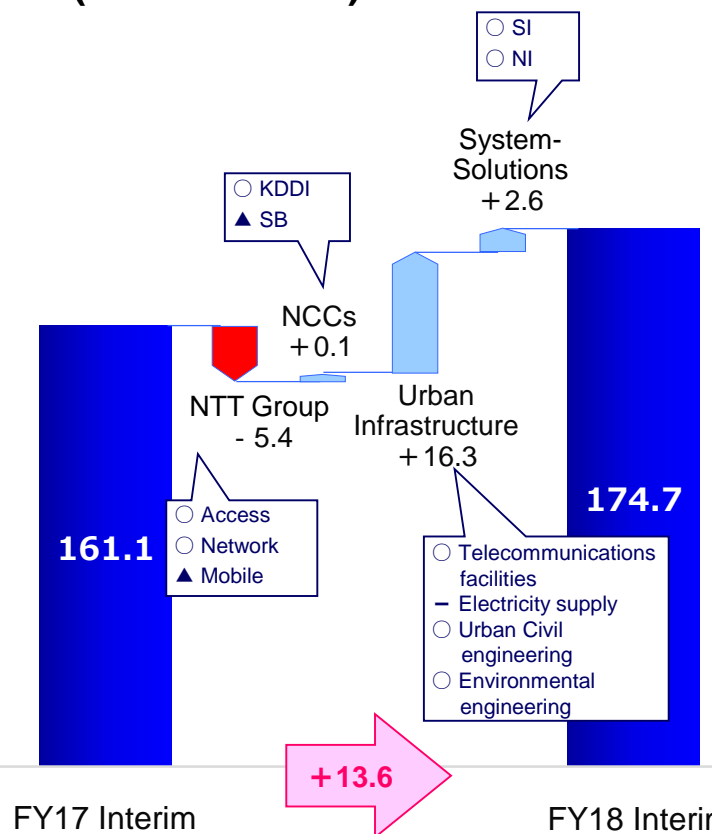 ○ SI
○ NI
System-
Solutions
+2.6
○ KDDI
▲ SB
NCCs
+0.1
NTT Group
- 5.4
Urban
Infrastructure
+16.3
161.1
174.7
○ Access
○ Network
▲ Mobile
○ Telecommunications
facilities
– Electricity supply
○ Urban Civil
engineering
○ Environmental
engineering
+13.6
FY17 Interim
FY18 Interim